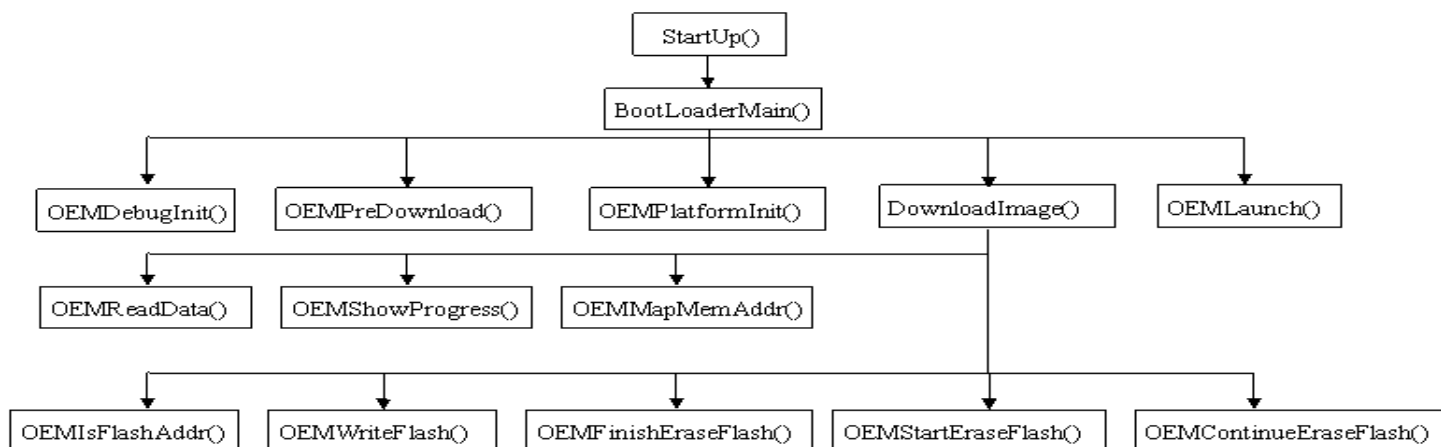 StartUp()
BootLoaderMain()
OEMDebugInit()
OEMPreDownload()
OEMPlatformInit()
DownloadImage()
OEMLaunch()
OEMReadData()
OEMShowProgress()
OEMMapMemAddr()
OEMIsFlashAddr()
OEMWriteFlash()
OEMFinishEraseFlash()
OEMStartEraseFlash()
OEMContinueEraseFlash()